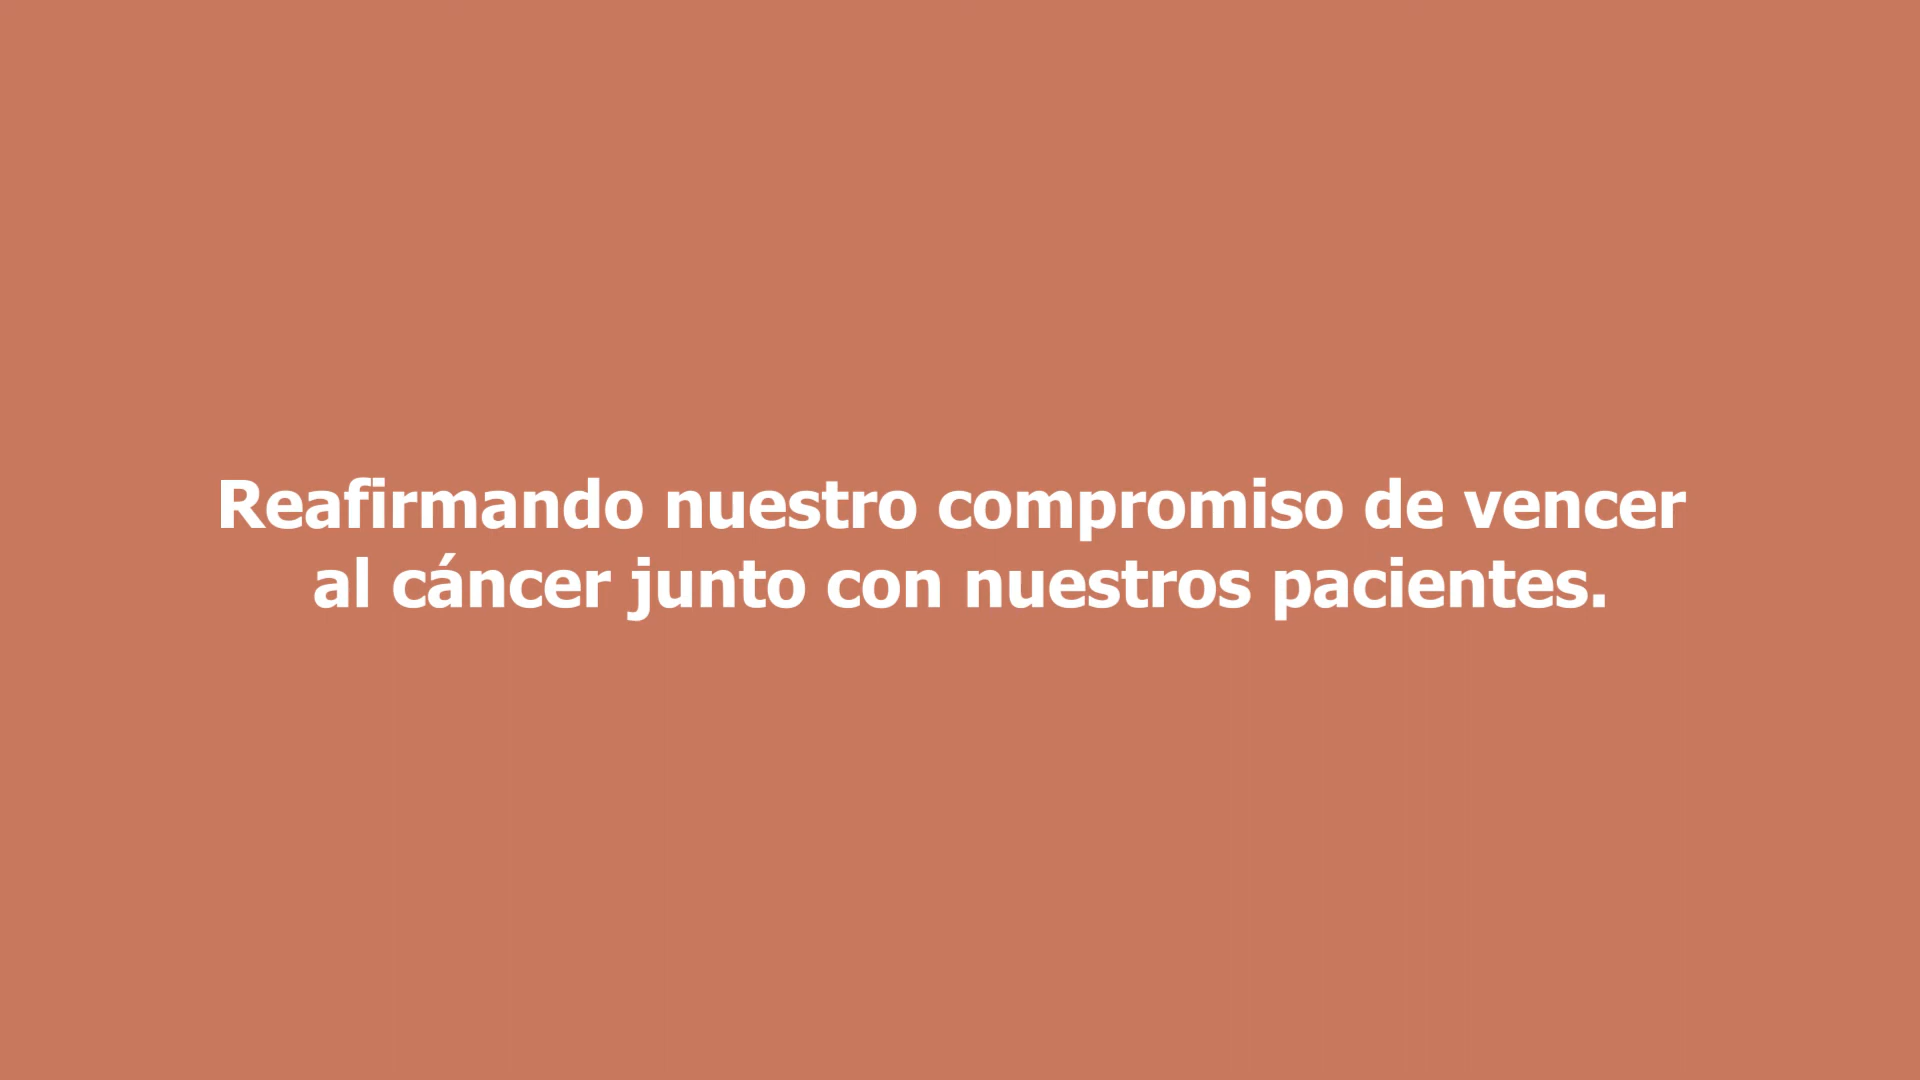 Reafirmando nuestro compromiso de vencer
al cáncer junto con nuestros pacientes.